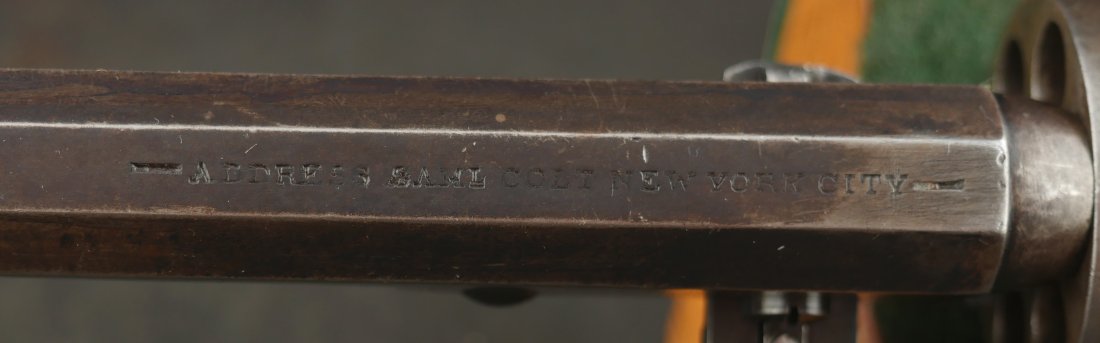 — ADDRESS SAML COLT NEW YORK CITY —